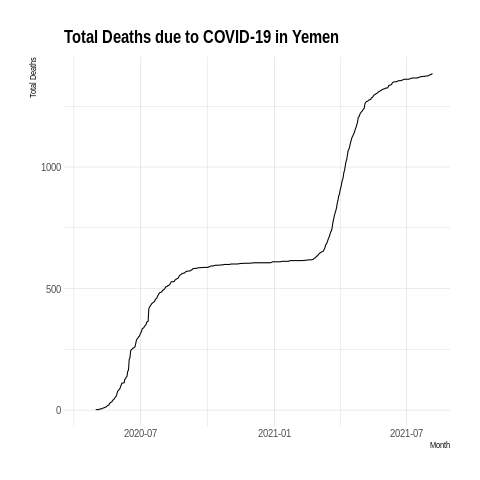 Total Deaths due to COVID-19 in Yemen
Total Deaths
1000
500
0
2020-07
2021-01
2021-07
Month